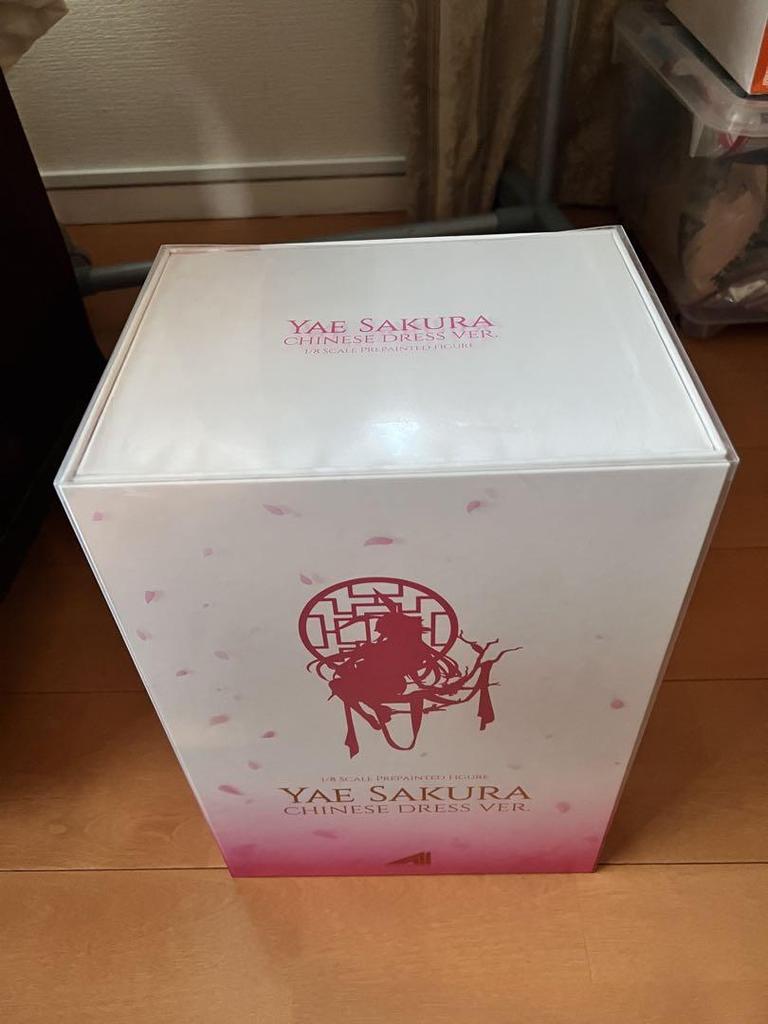 YAE SAKURA
CHINESE DRESS VER.
1/8 SCALE PREPAINTED FIGURE
1/8 SCALE PREPAINTED FIGURE
YAE SAKURA
CHINESE DRESS VER.